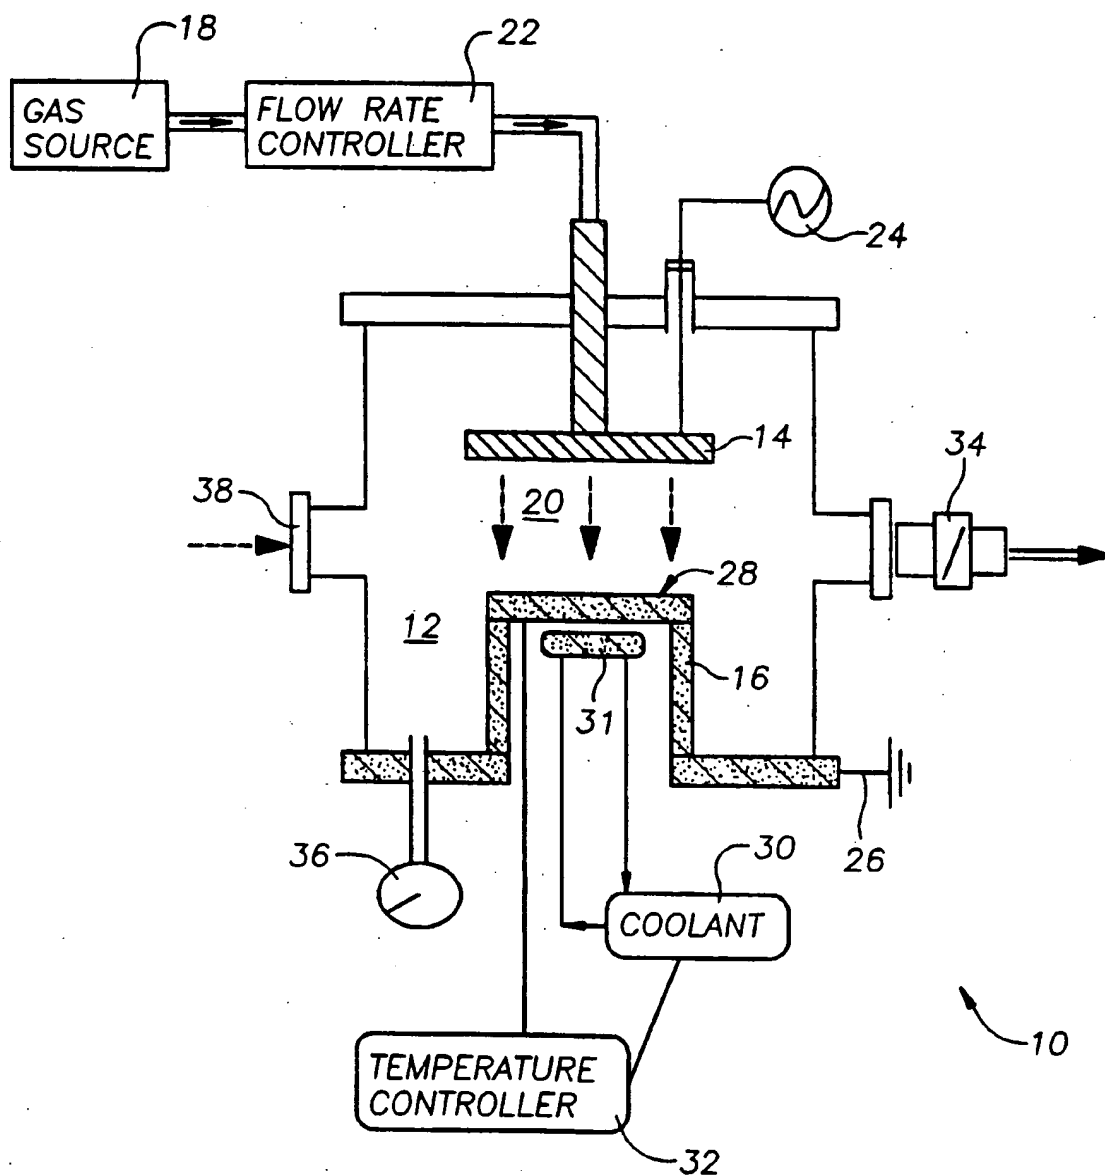 18
22
GAS
SOURCE
FLOW RATE
CONTROLLER
24
14
34
38
20
28
12
16
31
36
30
26
COOLANT
10
TEMPERATURE
CONTROLLER
32